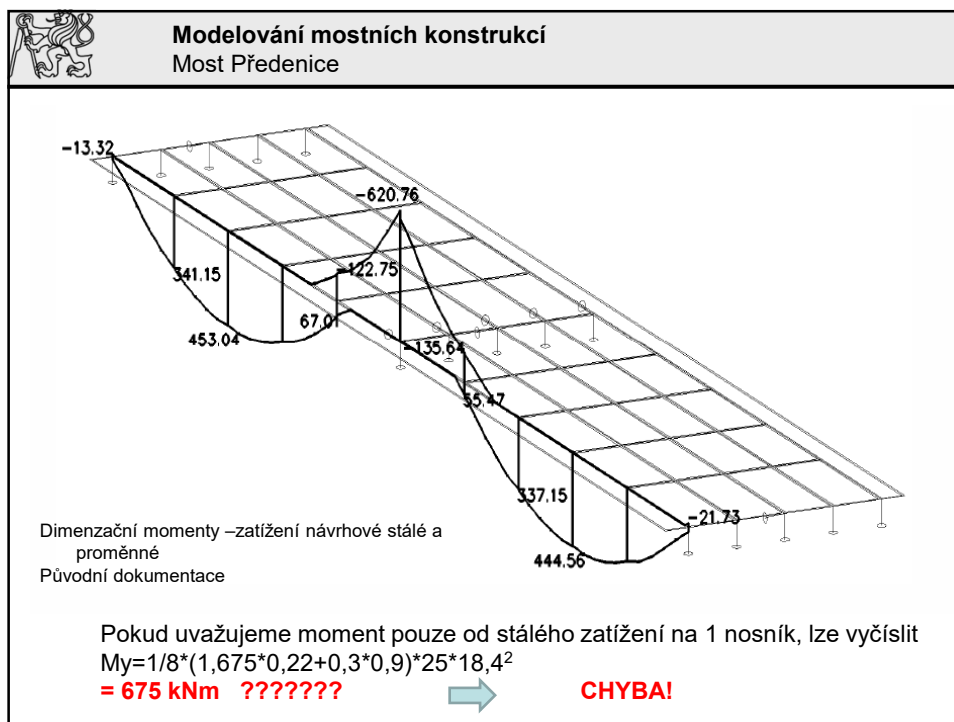 Modelování mostních konstrukcí
Most Předenice
-13.32
-620.76
-122.75
341.15
67.0
453.04
-135.64
55.47
337.15
-21.73
444.56
Dimenzační momenty –zatížení návrhové stálé a
proměnné
Původní dokumentace
Pokud uvažujeme moment pouze od stálého zatížení na 1 nosník, lze vyčíslit
My=1/8*(1,675*0,22+0,3*0,9)*25*18,4²
= 675 kNm ??????? CHYBA!